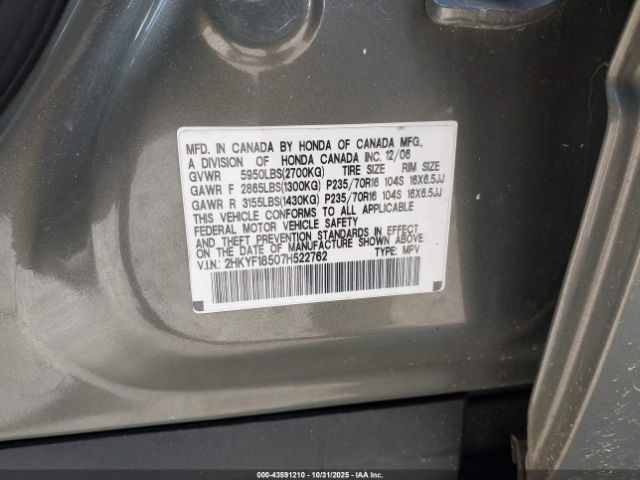 MFD. IN CANADA BY HONDA OF CANADA MFG.,
A DIVISION OF HONDA CANADA INC. 12/06
GVWR 5950LBS(2700KG) TIRE SIZE RIM SIZE
GAWR F 2865LBS(1300KG) P235/70R16 104S 16X6.5JJ
GAWR R 3155LBS(1430KG) P235/70R16 104S 16X6.5JJ
THIS VEHICLE CONFORMS TO ALL APPLICABLE
FEDERAL MOTOR VEHICLE SAFETY
AND THEFT PREVENTION STANDARDS IN EFFECT
ON THE DATE OF MANUFACTURE SHOWN ABOVE.
V.I.N.: 2HKYF18507H522762 TYPE: MPV
000-43591210 - 10/31/2025 - IAA Inc.